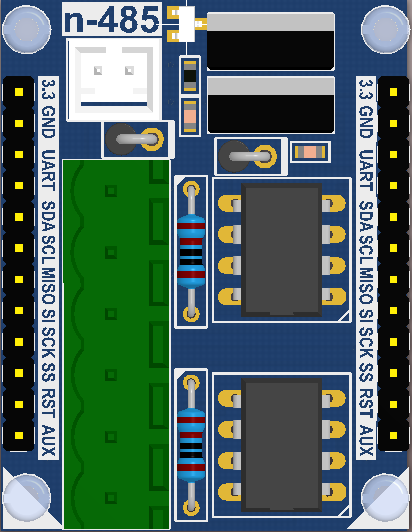 n-485
3.3 GND UART SDA SCL MISO SI SCK SS RST AUX
3.3 GND UART SDA SCL MISO SI SCK SS RST AUX